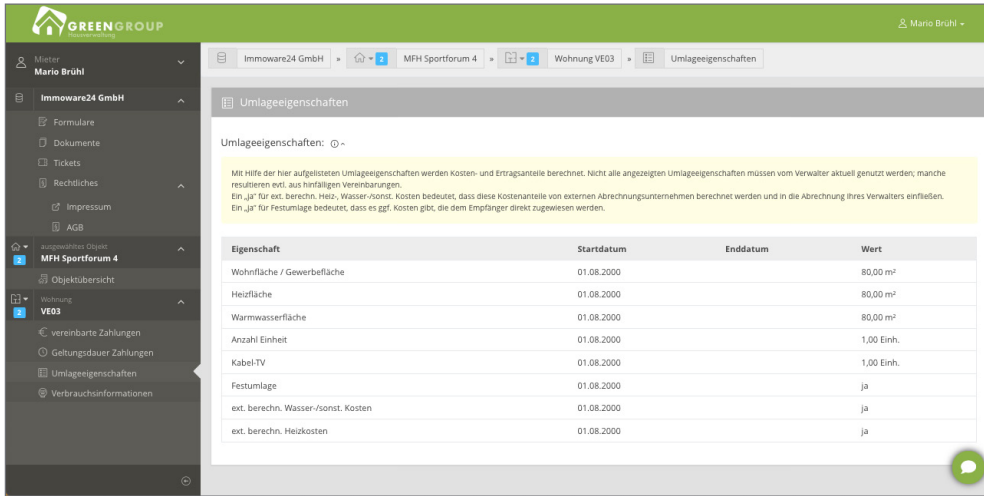 GREENGROUP
Hausverwaltung
Mario Brühl
Mieter
Mario Brühl
Immoware24 GmbH
Formulare
Dokumente
Tickets
Rechtliches
Impressum
AGB
ausgewähltes Objekt
2 MFH Sportforum 4
Objektübersicht
Wohnung
2 VE03
vereinbarte Zahlungen
Geltungsdauer Zahlungen
Umlageeigenschaften
Verbrauchsinformationen
Immoware24 GmbH » 2 MFH Sportforum 4 » 2 Wohnung VE03 » Umlageeigenschaften
Umlageeigenschaften
Umlageeigenschaften:
Mit Hilfe der hier aufgelisteten Umlageeigenschaften werden Kosten- und Ertragsanteile berechnet. Nicht alle angezeigten Umlageeigenschaften müssen vom Verwalter aktuell genutzt werden; manche
resultieren evtl. aus hinfälligen Vereinbarungen.
Ein „ja" für ext. berechn. Heiz-, Wasser-/sonst. Kosten bedeutet, dass diese Kostenanteile von externen Abrechnungsunternehmen berechnet werden und in die Abrechnung Ihres Verwalters einfließen.
Ein „ja" für Festumlage bedeutet, dass es ggf. Kosten gibt, die dem Empfänger direkt zugewiesen werden.
Eigenschaft Startdatum Enddatum Wert
Wohnfläche / Gewerbefläche 01.08.2000 80,00 m²
Heizfläche 01.08.2000 80,00 m²
Warmwasserfläche 01.08.2000 80,00 m²
Anzahl Einheit 01.08.2000 1,00 Einh.
Kabel-TV 01.08.2000 1,00 Einh.
Festumlage 01.08.2000 ja
ext. berechn. Wasser-/sonst. Kosten 01.08.2000 ja
ext. berechn. Heizkosten 01.08.2000 ja